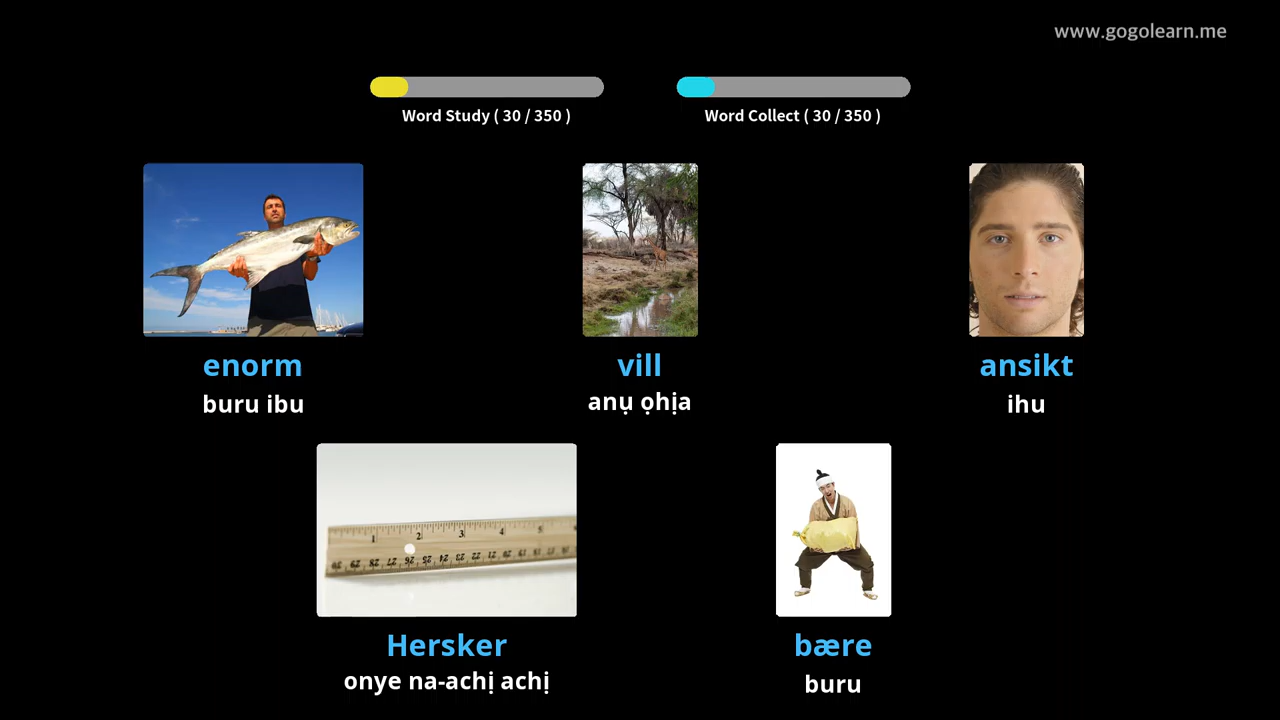 www.gogolearn.me
Word Study ( 30 / 350 )
Word Collect ( 30 / 350 )
enorm
buru ibu
vill
anụ ọhịa
ansikt
ihu
Hersker
onye na-achị achị
bære
buru